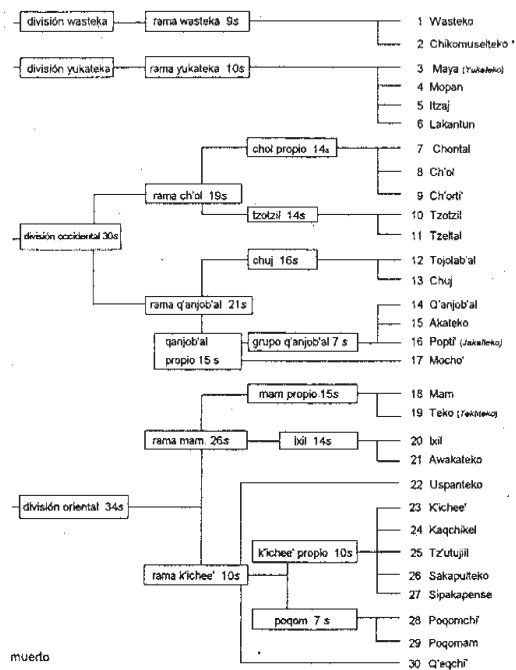 división wasteka rama wasteka 9s 1 Wasteko
2 Chikomuselteko *
división yukateka rama yukateka 10s 3 Maya (Yukateko)
4 Mopan
5 Itzaj
6 Lakantun
chol propio 14s 7 Chontal
8 Ch'ol
rama ch'ol 19s 9 Ch'orti'
tzotzil 14s 10 Tzotzil
11 Tzeltal
división occidental 30s
chuj 16s 12 Tojolab'al
13 Chuj
rama q'anjob'al 21s 14 Q'anjob'al
15 Akateko
qanjob'al grupo q'anjob'al 7 s 16 Popti' (Jakalteko)
propio 15 s 17 Mocho'
mam propio 15s 18 Mam
19 Teko (Tektiteko)
rama mam. 26s Ixil 14s 20 Ixil
21 Awakateko
22 Uspanteko
división oriental 34s 23 K'ichee'
24 Kaqchikel
k'ichee' propio 10s 25 Tz'utujiil
rama k'ichee' 10s 26 Sakapulteko
27 Sipakapense
poqom 7 s 28 Poqomchi'
29 Poqomam
muerto 30 Q'eqchi'